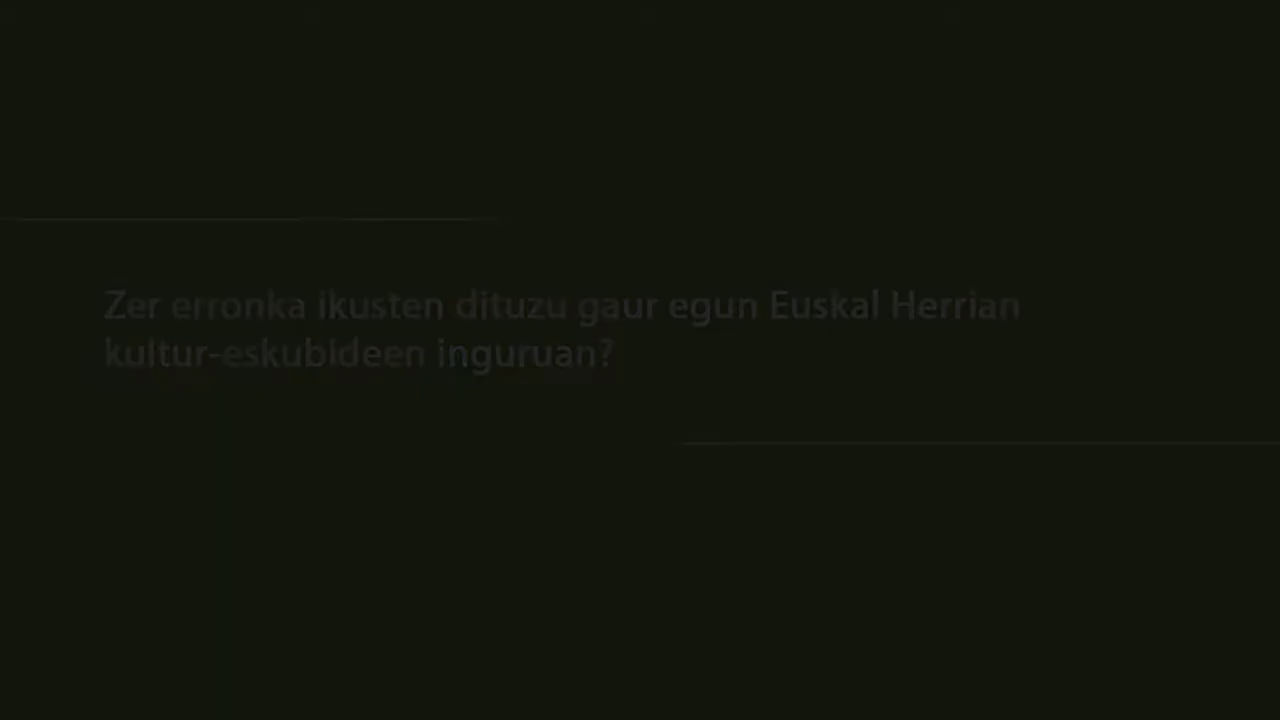 Zer erronka ikusten dituzu gaur egun Euskal Herrian
kultur-eskubideen inguruan?